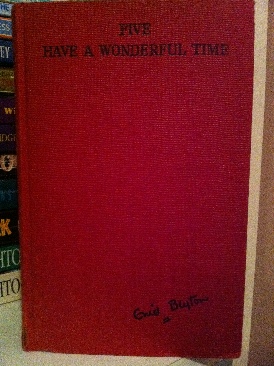 FIVE
HAVE A WONDERFUL TIME
Enid Blyton